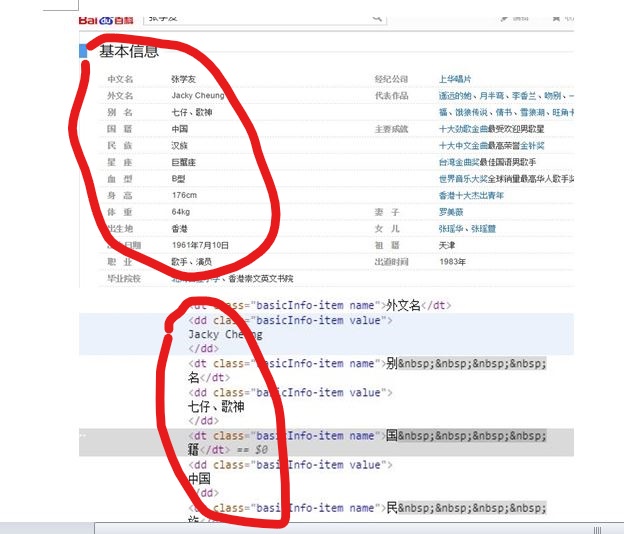 Bai du 百科 张学友
基本信息
中文名 张学友 经纪公司 上华唱片
外文名 Jacky Cheung 代表作品 遥远的她、月半弯、李香兰、吻别、一
别 名 七仔、歌神 福、饿狼传说、情书、雪狼湖、旺角卡
国 籍 中国 主要成就 十大劲歌金曲最受欢迎男歌星
民 族 汉族 十大中文金曲最高荣誉金针奖
星 座 巨蟹座 台湾金曲奖最佳国语男歌手
血 型 B型 世界音乐大奖全球销量最高华人歌手奖
身 高 176cm 香港十大杰出青年
体 重 64kg 妻 子 罗美薇
出生地 香港 女 儿 张瑶华、张瑶萱
日期 1961年7月10日 祖 籍 天津
职 业 歌手、演员 出道时间 1983年
毕业院校 小学、香港崇文英文书院
<dt class="basicInfo-item name">外文名</dt>
<dd class="basicInfo-item value">
Jacky Cheung
</dd>
<dt class="basicInfo-item name">别&nbsp;&nbsp;&nbsp;&nbsp;
名</dt>
<dd class="basicInfo-item value">
七仔、歌神
</dd>
<dt class="basicInfo-item name">国&nbsp;&nbsp;&nbsp;&nbsp;
籍</dt> == $0
<dd class="basicInfo-item value">
中国
</dd>
<dt class="basicInfo-item name">民&nbsp;&nbsp;&nbsp;&nbsp;